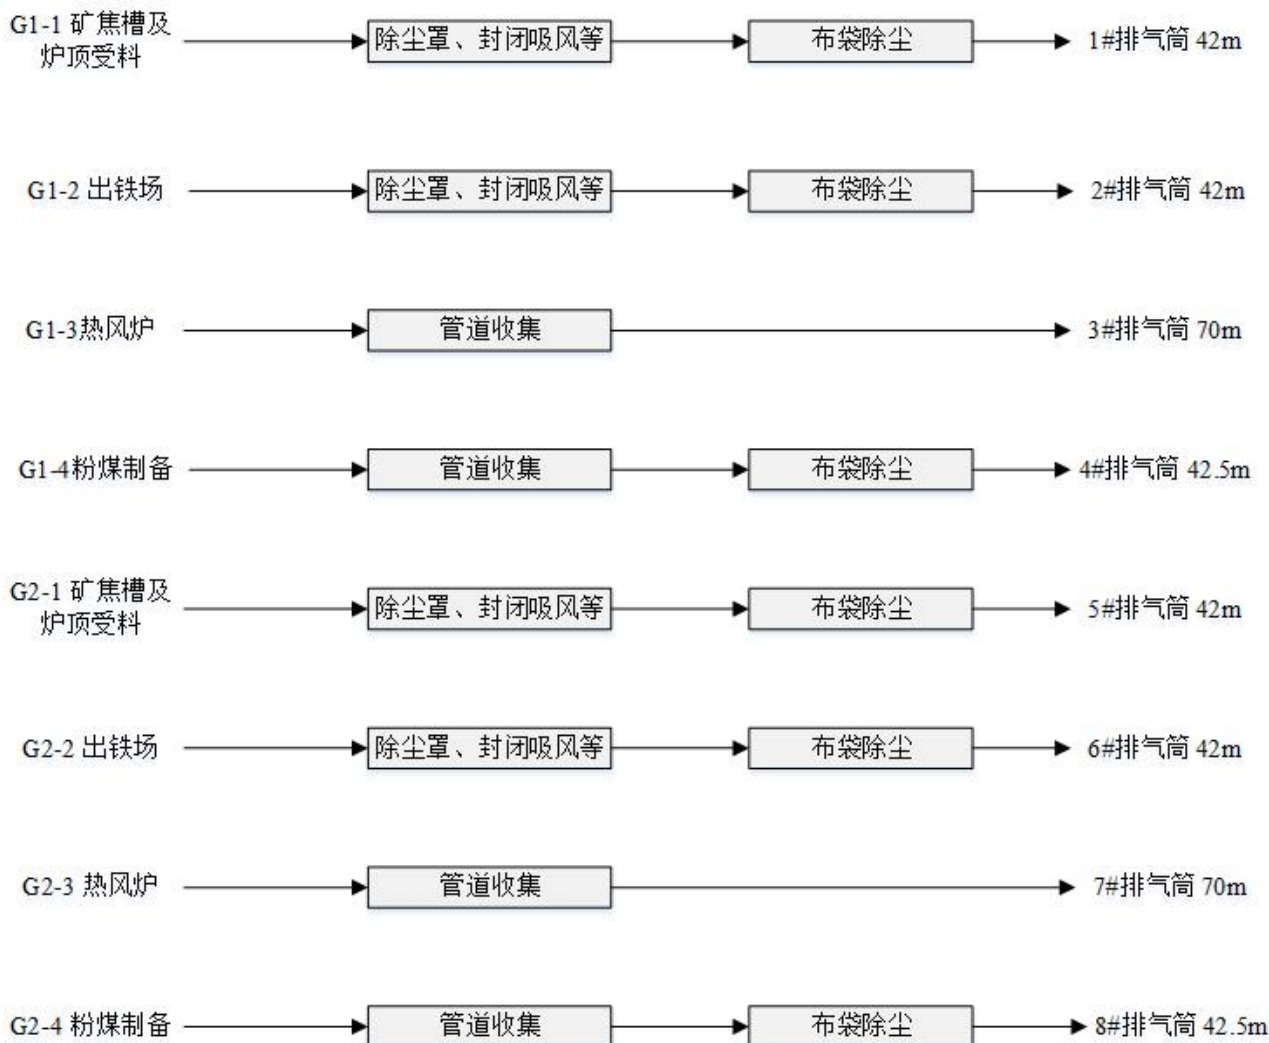 G1-1 矿焦槽及
炉顶受料
除尘罩、封闭吸风等
布袋除尘
1#排气筒 42m
G1-2 出铁场
除尘罩、封闭吸风等
布袋除尘
2#排气筒 42m
G1-3热风炉
管道收集
3#排气筒 70m
G1-4粉煤制备
管道收集
布袋除尘
4#排气筒 42.5m
G2-1 矿焦槽及
炉顶受料
除尘罩、封闭吸风等
布袋除尘
5#排气筒 42m
G2-2 出铁场
除尘罩、封闭吸风等
布袋除尘
6#排气筒 42m
G2-3 热风炉
管道收集
7#排气筒 70m
G2-4 粉煤制备
管道收集
布袋除尘
8#排气筒 42.5m